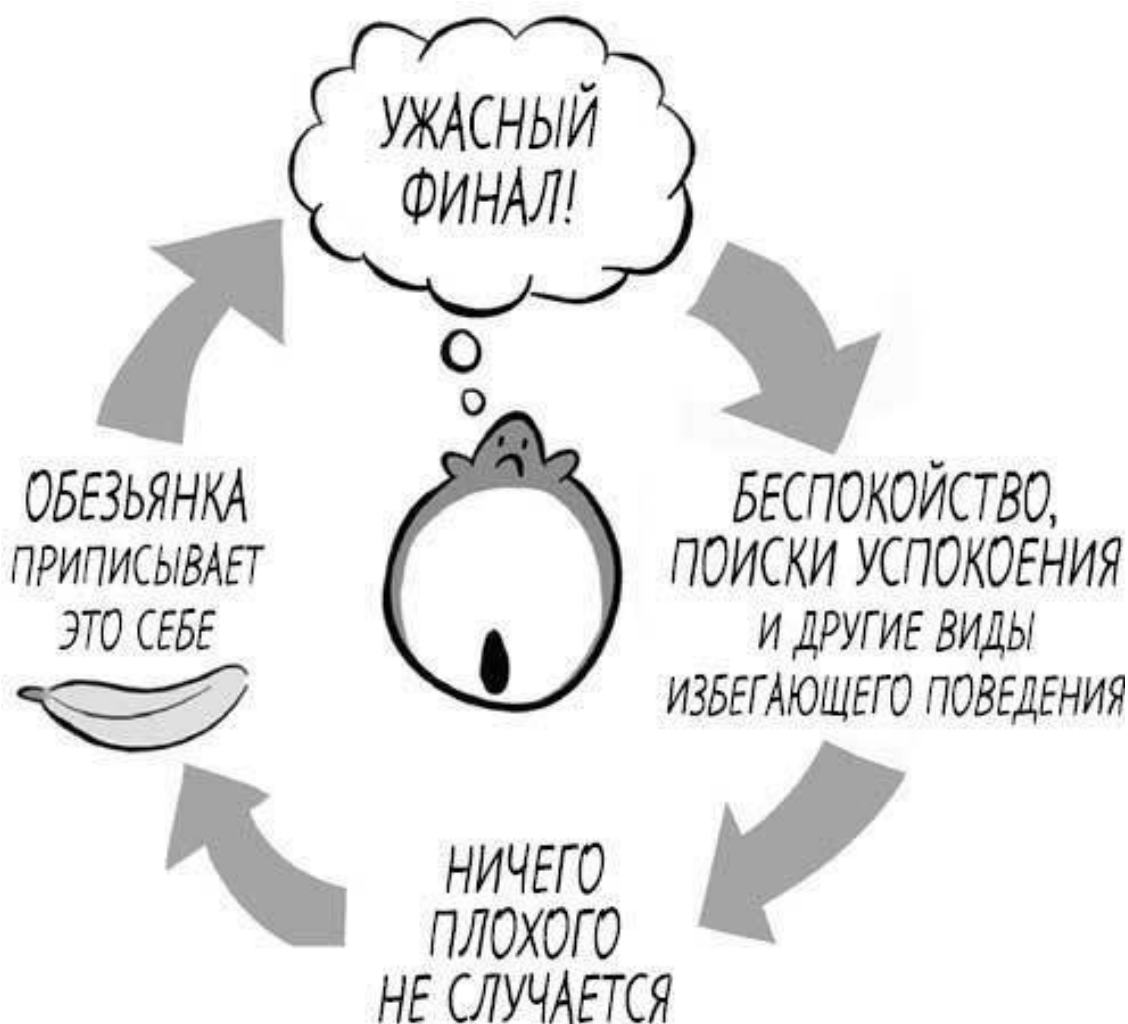 УЖАСНЫЙ
ФИНАЛ!
БЕСПОКОЙСТВО,
ПОИСКИ УСПОКОЕНИЯ
И ДРУГИЕ ВИДЫ
ИЗБЕГАЮЩЕГО ПОВЕДЕНИЯ
НИЧЕГО
ПЛОХОГО
НЕ СЛУЧАЕТСЯ
ОБЕЗЬЯНКА
ПРИПИСЫВАЕТ
ЭТО СЕБЕ